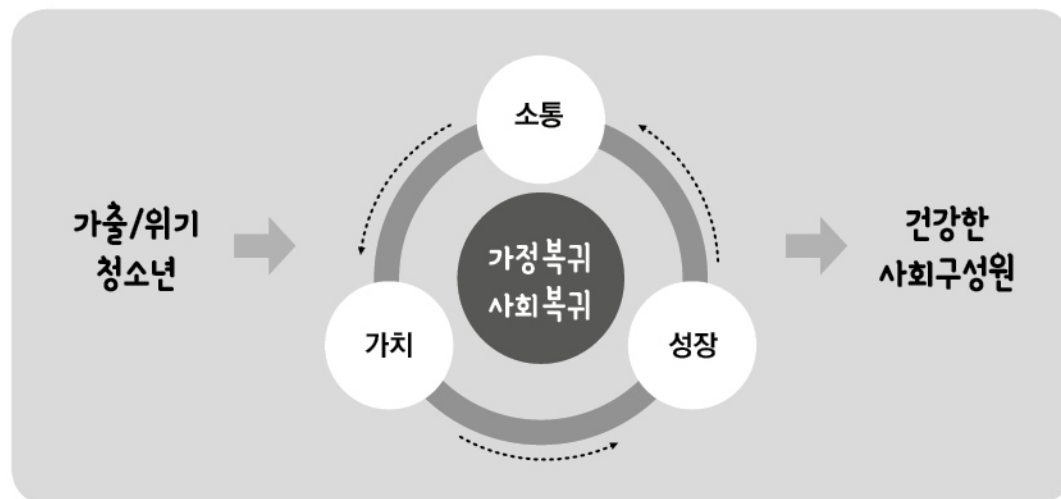 소통
가출/위기
청소년
가정복귀
사회복귀
건강한
사회구성원
가치
성장